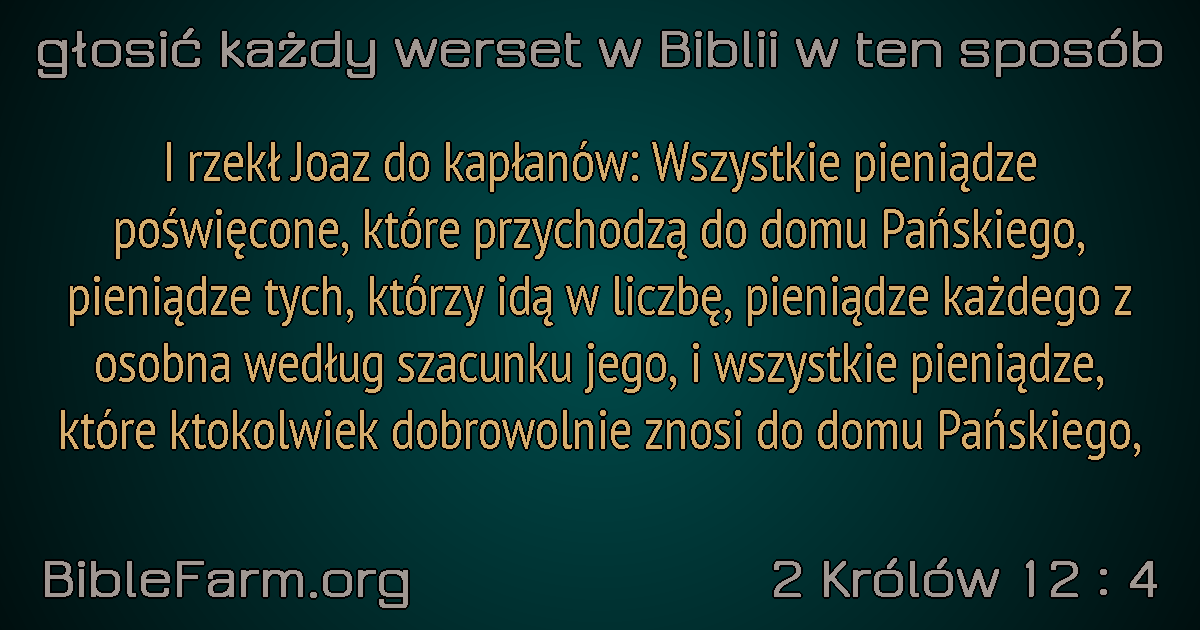 głosić każdy werset w Biblii w ten sposób
I rzekł Joaz do kapłanów: Wszystkie pieniądze
poświęcone, które przychodzą do domu Pańskiego,
pieniądze tych, którzy idą w liczbę, pieniądze każdego z
osobna według szacunku jego, i wszystkie pieniądze,
które ktokolwiek dobrowolnie znosi do domu Pańskiego,
BibleFarm.org
2 Królów 12 : 4